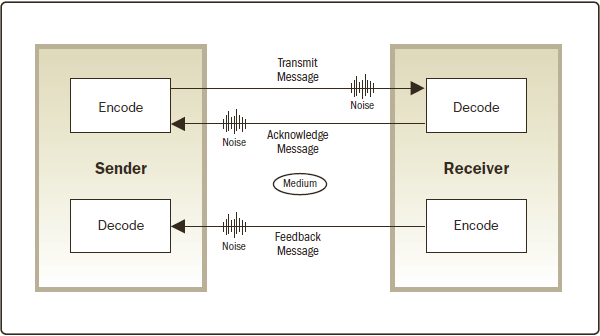 Transmit
Message
Noise
Encode
Decode
Noise
Acknowledge
Message
Sender
Receiver
Medium
Decode
Encode
Noise
Feedback
Message